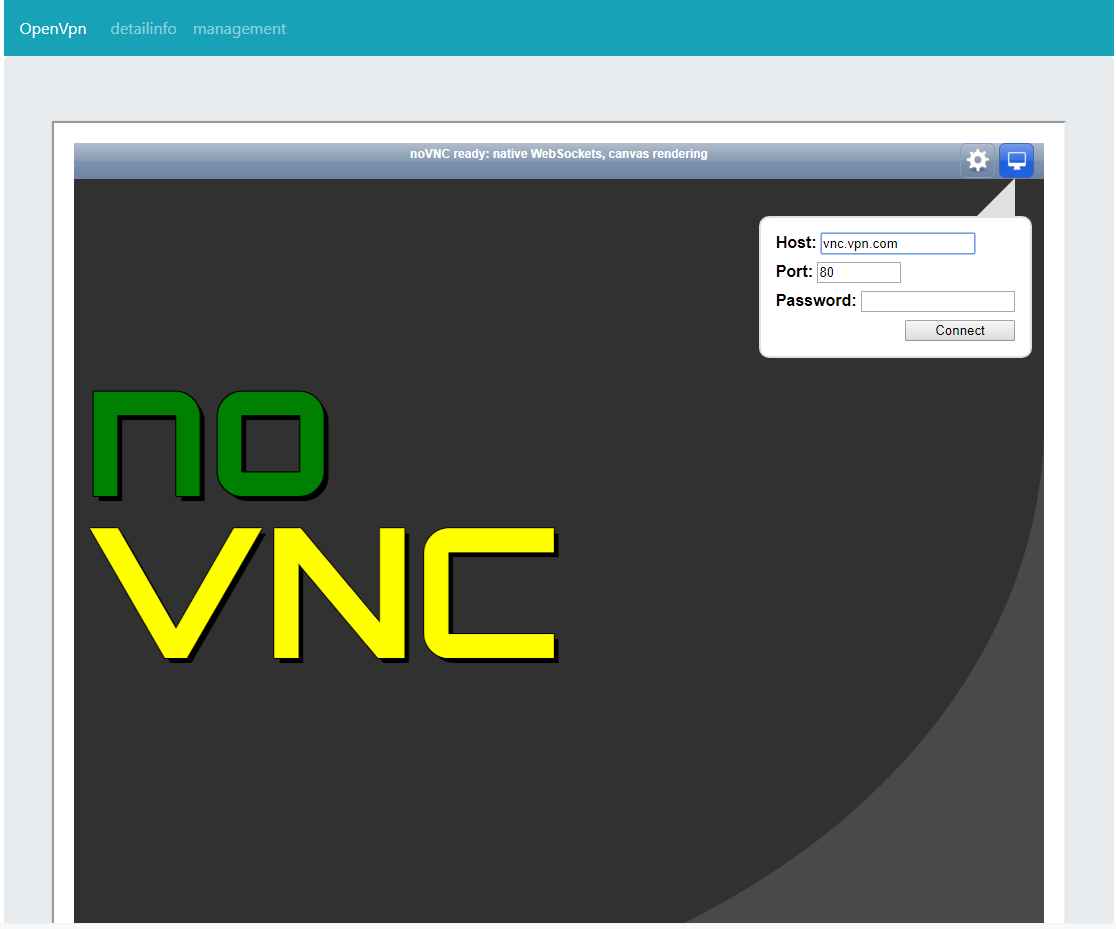 OpenVpn detailinfo management
noVNC ready: native WebSockets, canvas rendering
Host: vnc.vpn.com
Port: 80
Password:
Connect
no
VNC